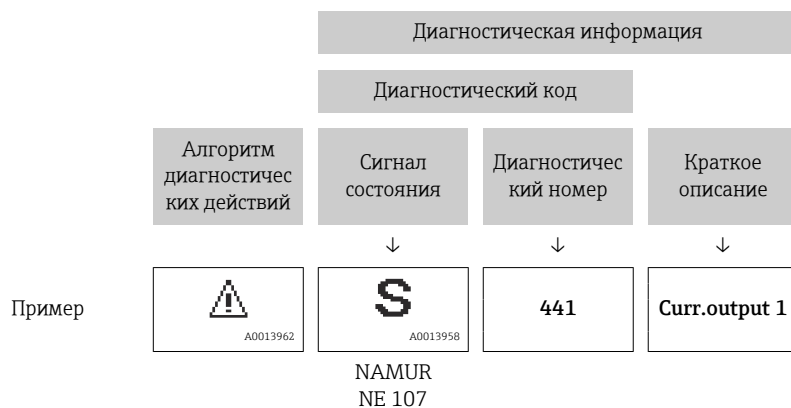 Диагностическая информация
Диагностический код
Алгоритм
диагностичес
ких действий
Сигнал
состояния
Диагностичес
кий номер
Краткое
описание
↓ ↓ ↓
Пример
S
441
Curr.output 1
A0013962
A0013958
NAMUR
NE 107